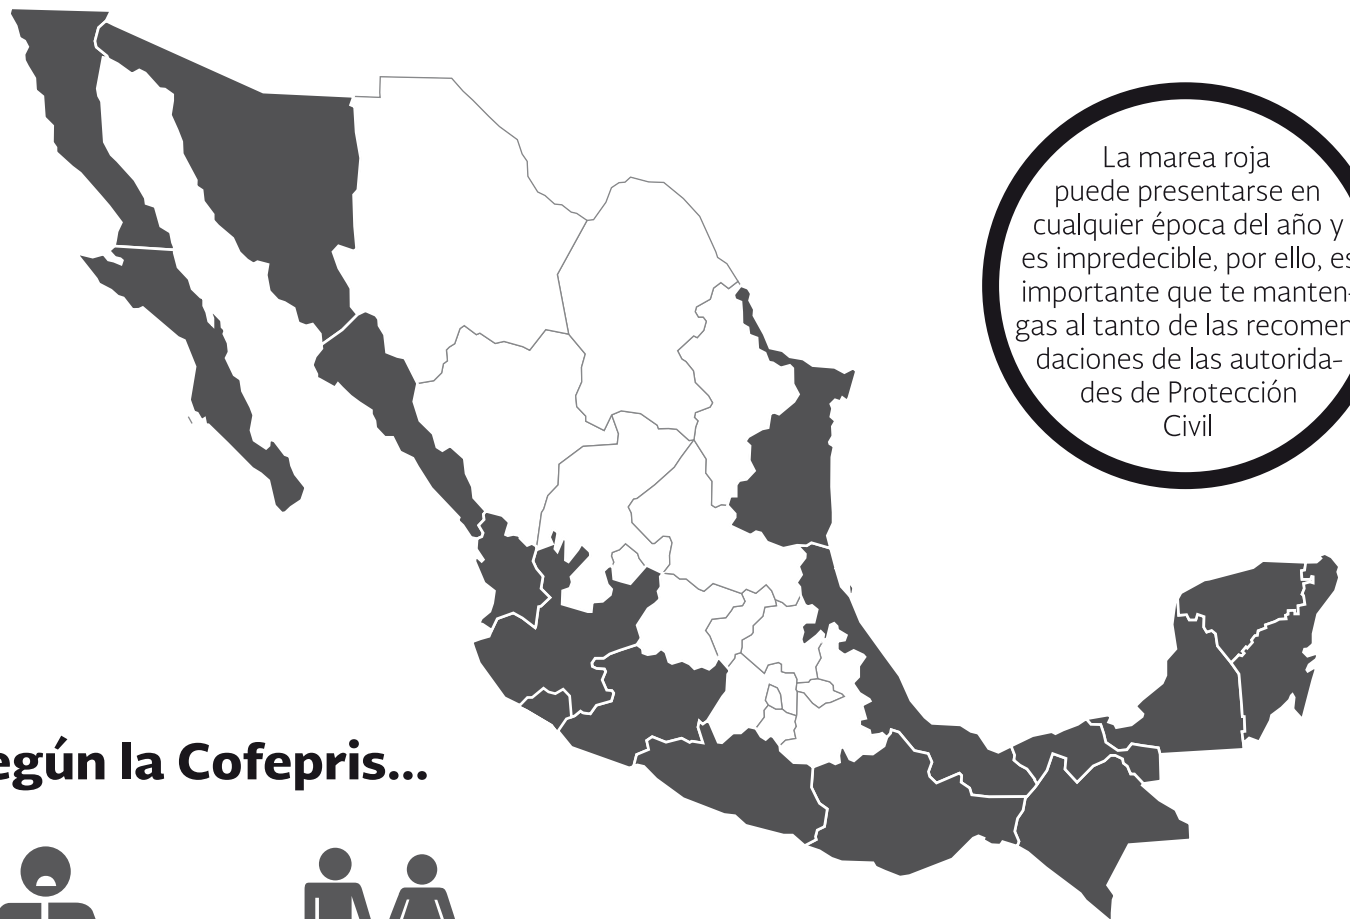 La marea roja
puede presentarse en
cualquier época del año y
es impredecible, por ello, es
importante que te manten-
gas al tanto de las recomen
daciones de las autorida-
des de Protección
Civil
egún la Cofepris...